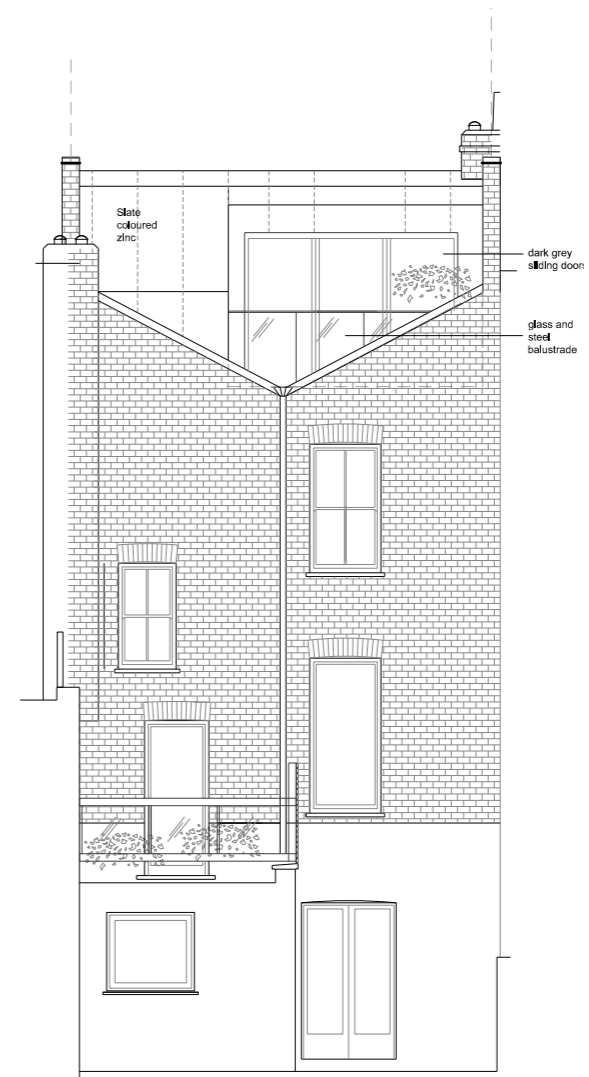 Slate
coloured
zinc
dark grey
sliding doors
glass and
steel
balustrade